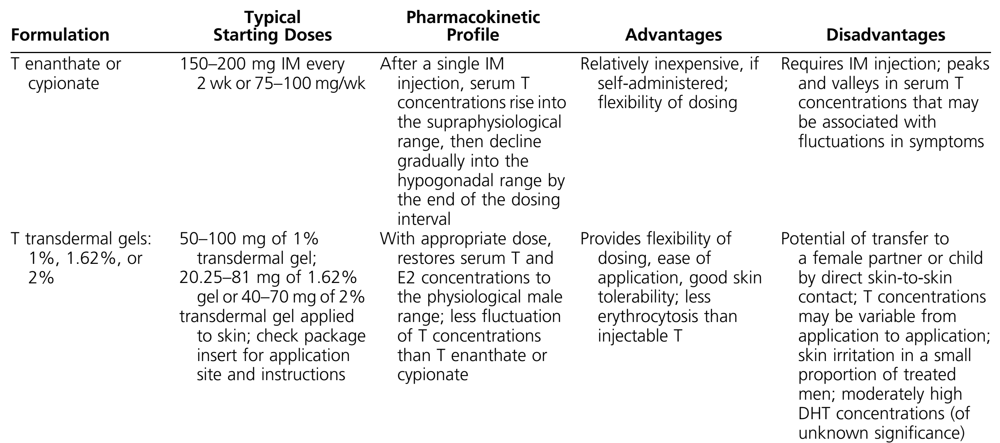 Formulation
Typical
Starting Doses
Pharmacokinetic
Profile
Advantages
Disadvantages
T enanthate or
cypionate
150–200 mg IM every
2 wk or 75–100 mg/wk
After a single IM
injection, serum T
concentrations rise into
the supraphysiological
range, then decline
gradually into the
hypogonadal range by
the end of the dosing
interval
Relatively inexpensive, if
self-administered;
flexibility of dosing
Requires IM injection; peaks
and valleys in serum T
concentrations that may
be associated with
fluctuations in symptoms
T transdermal gels:
1%, 1.62%, or
2%
50–100 mg of 1%
transdermal gel;
20.25–81 mg of 1.62%
gel or 40–70 mg of 2%
transdermal gel applied
to skin; check package
insert for application
site and instructions
With appropriate dose,
restores serum T and
E2 concentrations to
the physiological male
range; less fluctuation
of T concentrations
than T enanthate or
cypionate
Provides flexibility of
dosing, ease of
application, good skin
tolerability; less
erythrocytosis than
injectable T
Potential of transfer to
a female partner or child
by direct skin-to-skin
contact; T concentrations
may be variable from
application to application;
skin irritation in a small
proportion of treated
men; moderately high
DHT concentrations (of
unknown significance)